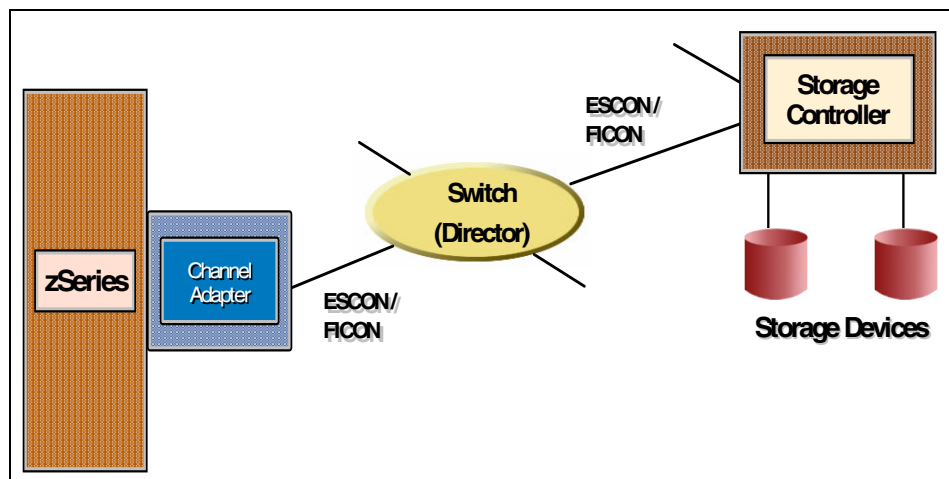 zSeries
Channel
Adapter
ESCON /
FICON
Switch
(Director)
ESCON /
FICON
Storage
Controller
Storage Devices